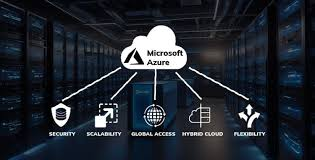 Microsoft
Azure
SECURITY
SCALABILITY
GLOBAL ACCESS
HYBRID CLOUD
FLEXIBILITY